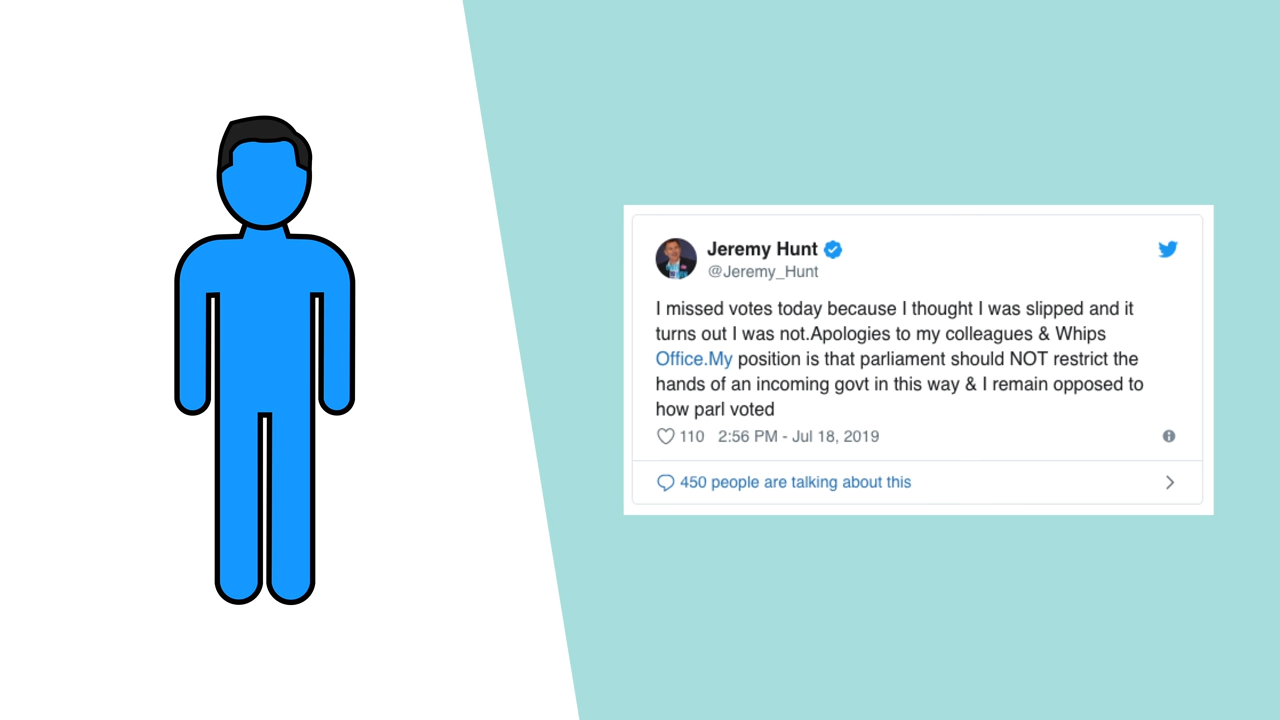 Jeremy Hunt
@Jeremy_Hunt
I missed votes today because I thought I was slipped and it
turns out I was not.Apologies to my colleagues & Whips
Office.My position is that parliament should NOT restrict the
hands of an incoming govt in this way & I remain opposed to
how parl voted
110 2:56 PM - Jul 18, 2019
450 people are talking about this